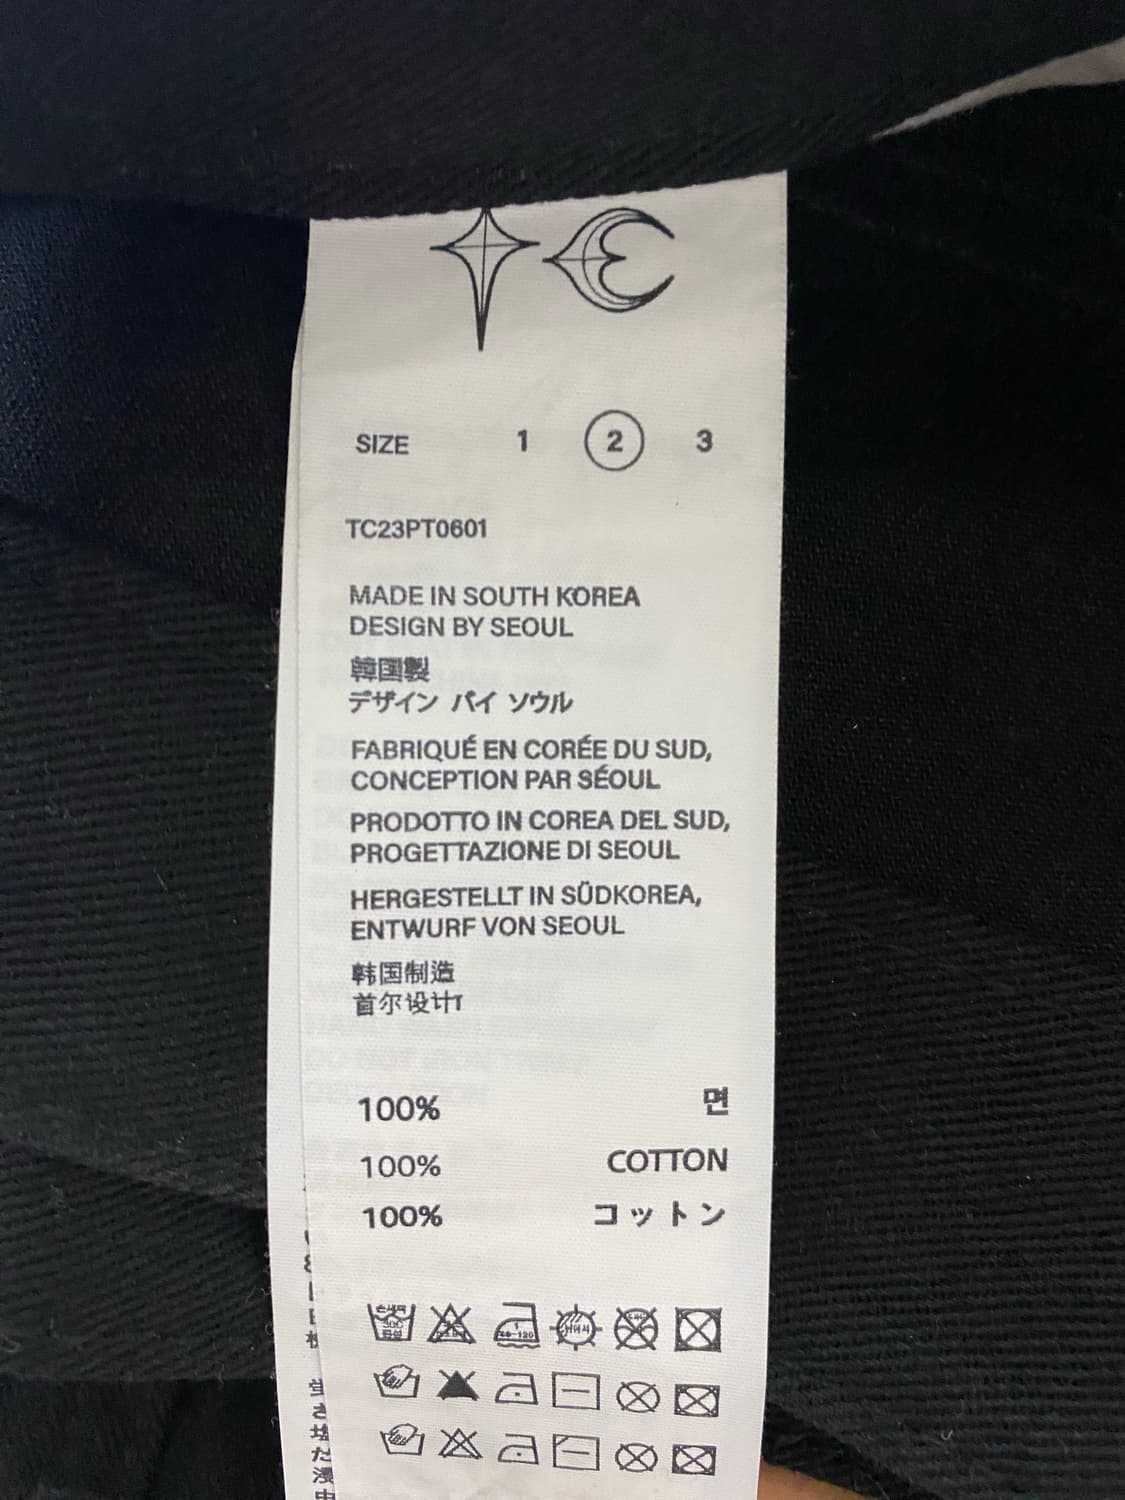 SIZE 1 2 3
TC23PT0601
MADE IN SOUTH KOREA
DESIGN BY SEOUL
韓国製
デザイン バイ ソウル
FABRIQUÉ EN CORÉE DU SUD,
CONCEPTION PAR SÉOUL
PRODOTTO IN COREA DEL SUD,
PROGETTAZIONE DI SEOUL
HERGESTELLT IN SÜDKOREA,
ENTWURF VON SEOUL
韩国制造
首尔设计T
100% 면
100% COTTON
100% コットン